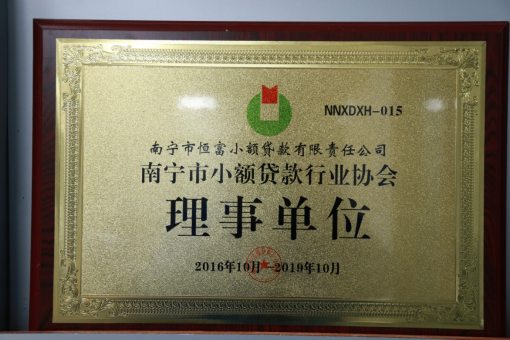 NNXDXH-015
南宁市恒富小额贷款有限责任公司
南宁市小额贷款行业协会
理事单位
2016年10月—2019年10月